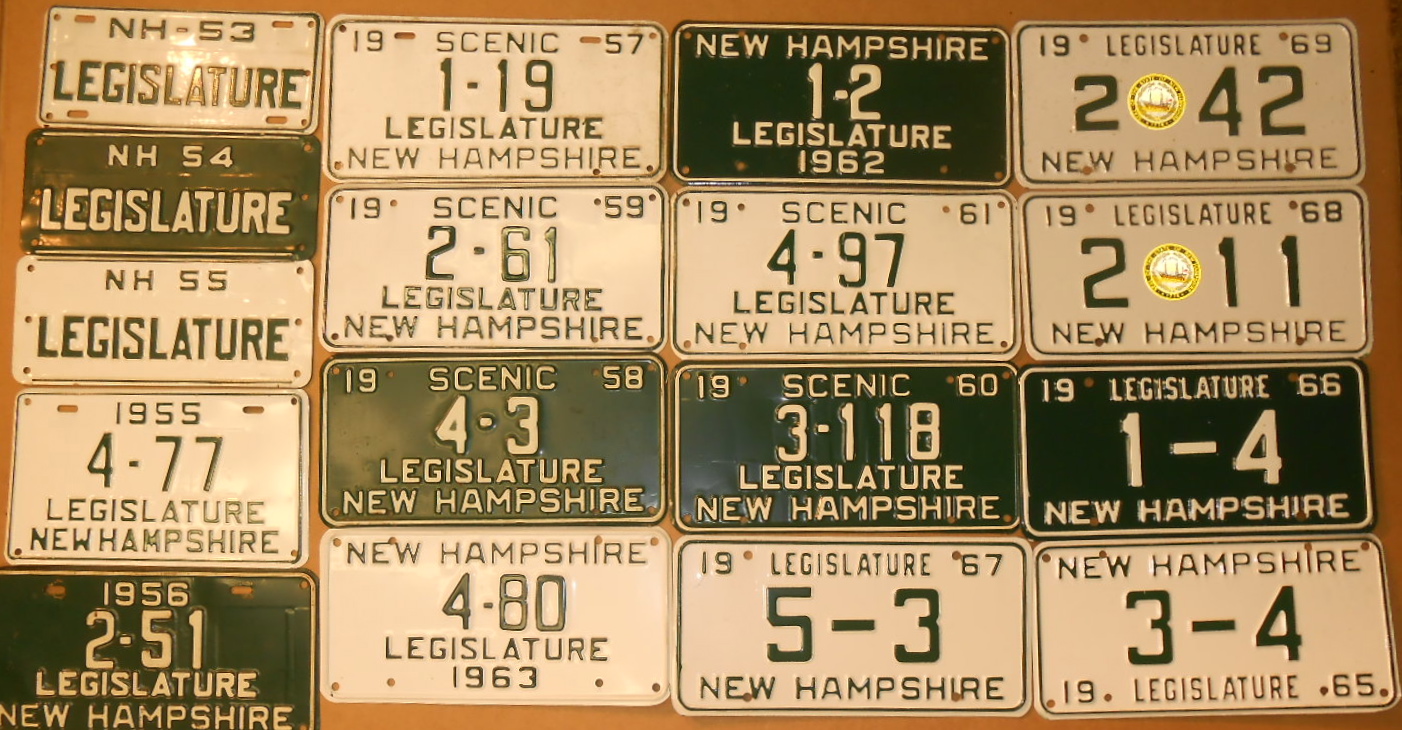 NH-53
LEGISLATURE
NH 54
LEGISLATURE
NH 55
LEGISLATURE
1955
4-77
LEGISLATURE
NEW HAMPSHIRE
1956
2-51
LEGISLATURE
NEW HAMPSHIRE
19 SCENIC 57
1-19
LEGISLATURE
NEW HAMPSHIRE
19 SCENIC 59
2-61
LEGISLATURE
NEW HAMPSHIRE
19 SCENIC 58
4-3
LEGISLATURE
NEW HAMPSHIRE
NEW HAMPSHIRE
4-80
LEGISLATURE
1963
NEW HAMPSHIRE
1-2
LEGISLATURE
1962
19 SCENIC 61
4-97
LEGISLATURE
NEW HAMPSHIRE
19 SCENIC 60
3-118
LEGISLATURE
NEW HAMPSHIRE
19 LEGISLATURE 67
5-3
NEW HAMPSHIRE
19 LEGISLATURE 69
2 42
NEW HAMPSHIRE
19 LEGISLATURE 68
2 11
NEW HAMPSHIRE
19 LEGISLATURE 66
1-4
NEW HAMPSHIRE
NEW HAMPSHIRE
3-4
19 LEGISLATURE 65